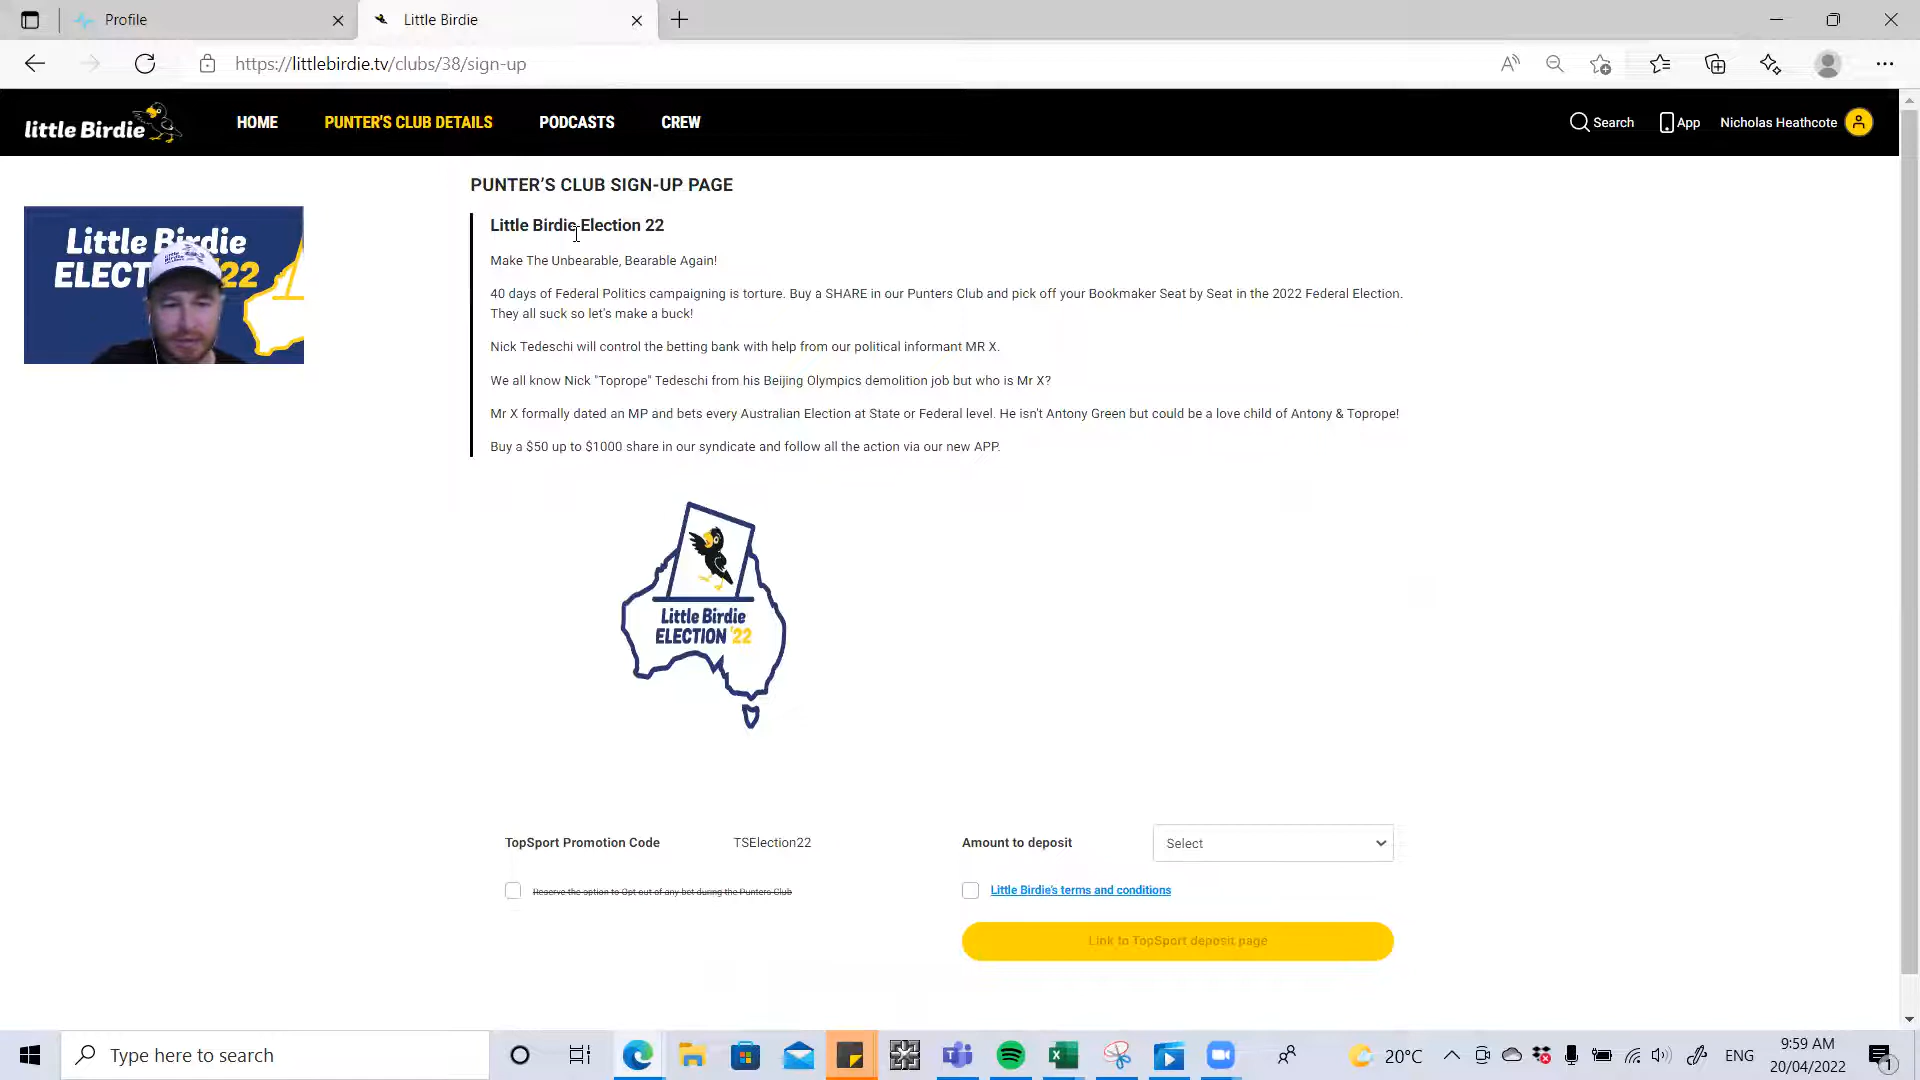 Profile
Little Birdie
https://littlebirdie.tv/clubs/38/sign-up
little Birdie
HOME
PUNTER'S CLUB DETAILS
PODCASTS
CREW
Search
App
Nicholas Heathcote
PUNTER'S CLUB SIGN-UP PAGE
Little Birdie Election 22
Make The Unbearable, Bearable Again!
40 days of Federal Politics campaigning is torture. Buy a SHARE in our Punters Club and pick off your Bookmaker Seat by Seat in the 2022 Federal Election.
They all suck so let's make a buck!
Nick Tedeschi will control the betting bank with help from our political informant MR X.
We all know Nick "Toprope" Tedeschi from his Beijing Olympics demolition job but who is Mr X?
Mr X formally dated an MP and bets every Australian Election at State or Federal level. He isn't Antony Green but could be a love child of Antony & Toprope!
Buy a $50 up to $1000 share in our syndicate and follow all the action via our new APP.
Little Birdie
ELECT 22
Little Birdie
ELECTION '22
TopSport Promotion Code
TSElection22
Amount to deposit
Select
Reserve the option to Opt out of any bet during the Punters Club
Little Birdie's terms and conditions
Link to TopSport deposit page
Type here to search
20°C
ENG
9:59 AM
20/04/2022
1